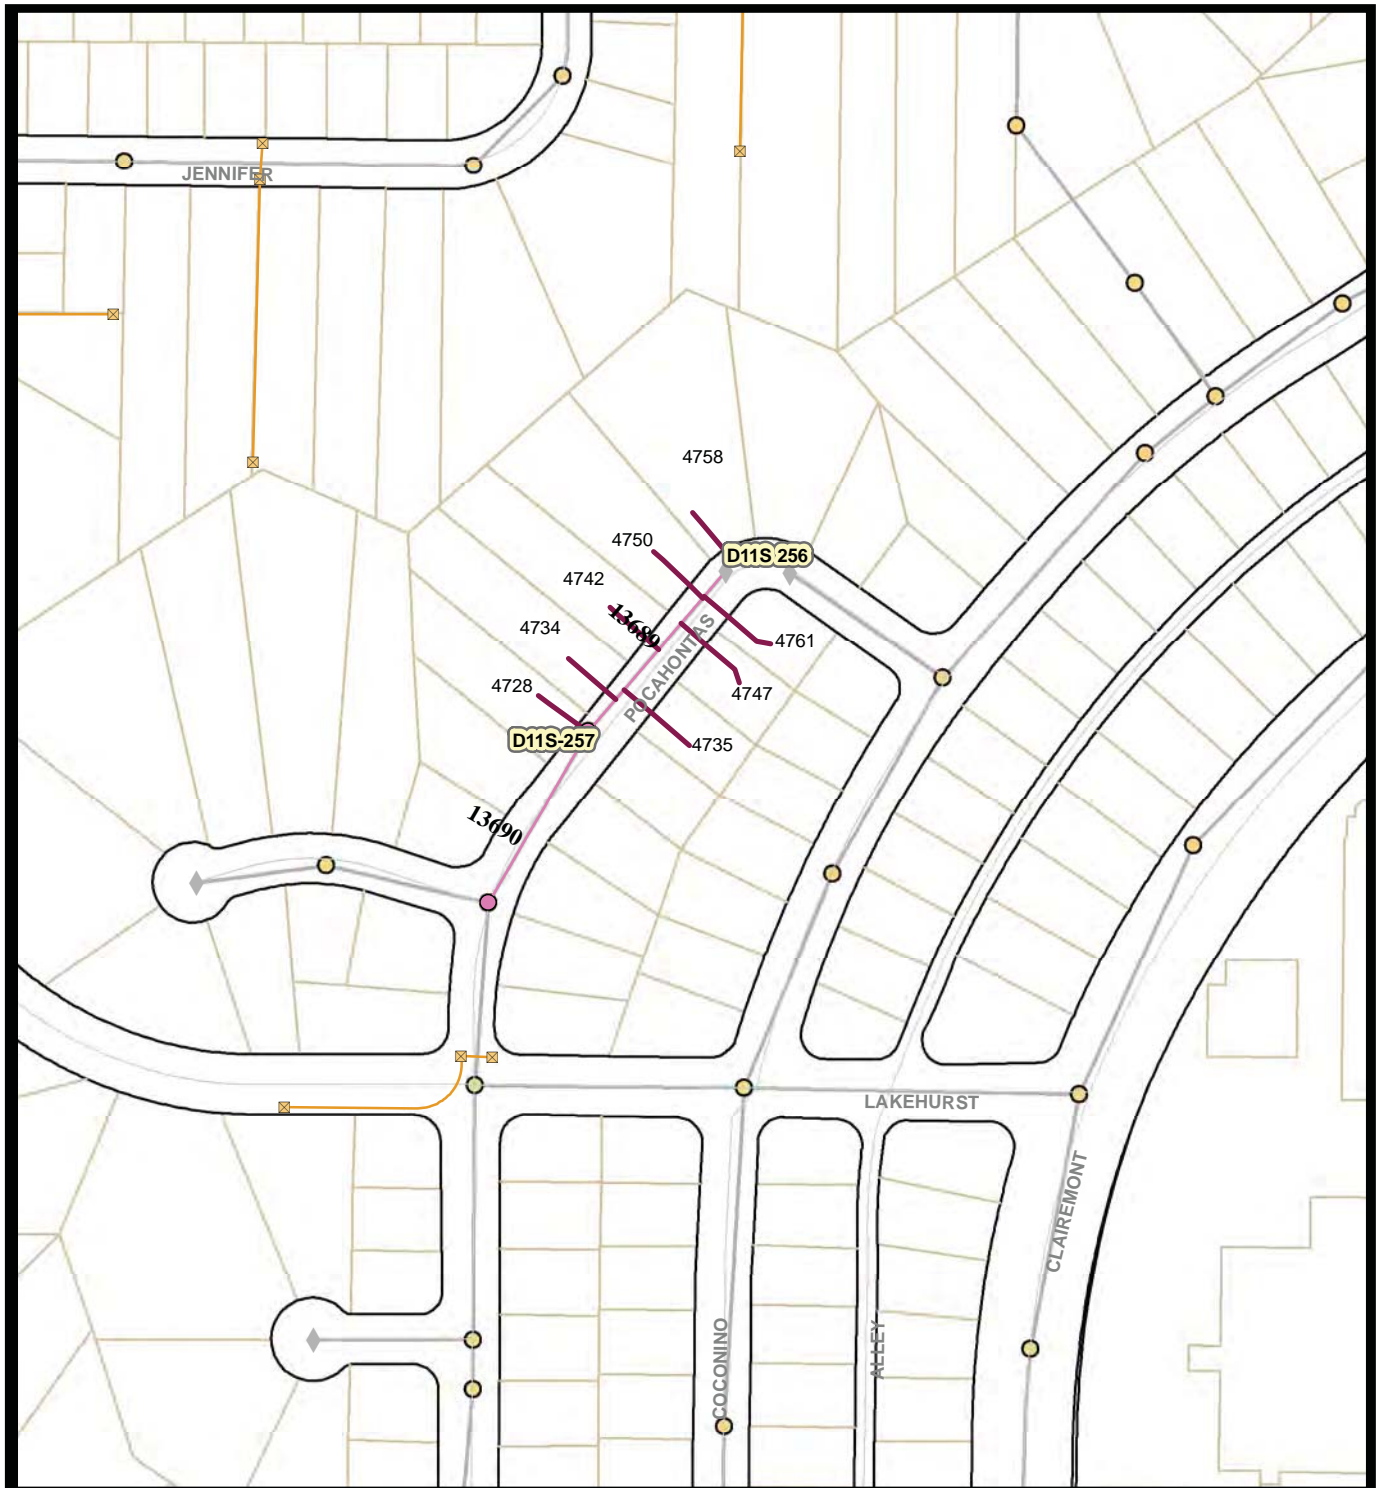 JENNIFER
4758
4750
D11S 256
4742
13689
4734
4761
POCAHONTAS
4728
4747
D11S-257
4735
13690
LAKEHURST
CLAIREMONT
COCONINO
ALLEY